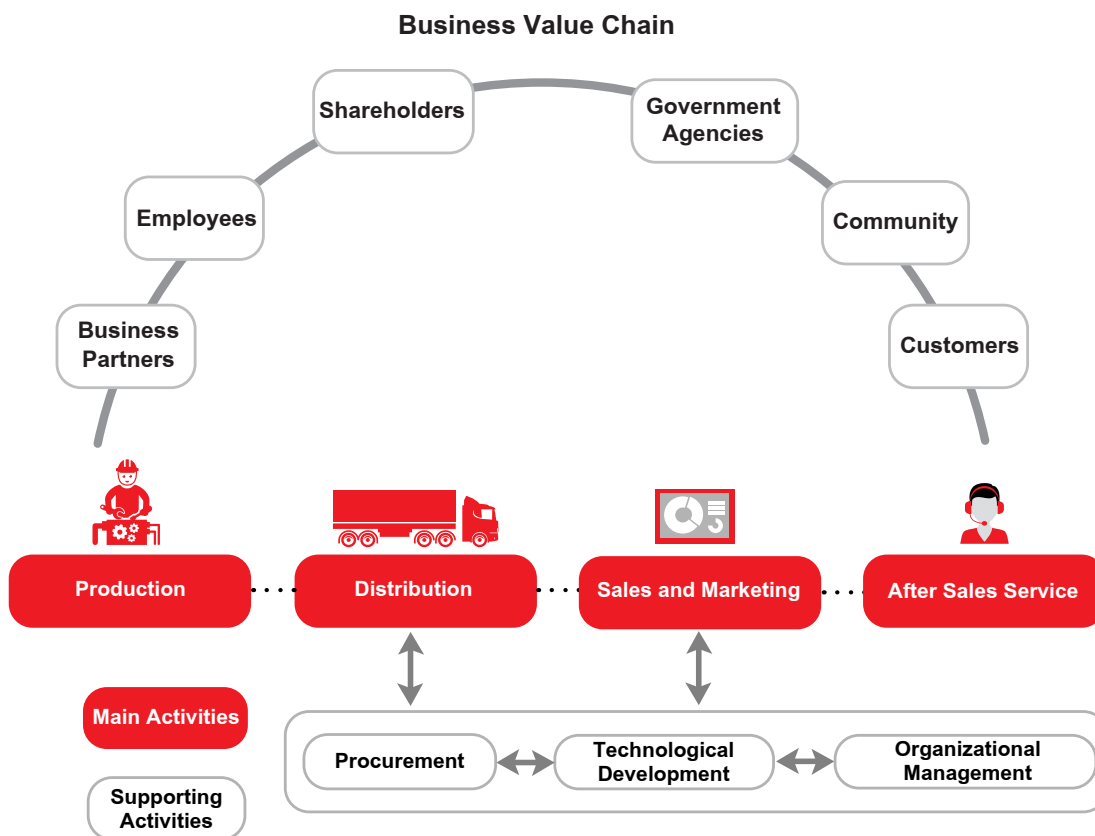 Business Value Chain
Shareholders
Government
Agencies
Employees
Community
Business
Partners
Customers
Production
Distribution
Sales and Marketing
After Sales Service
Main Activities
Procurement
Technological
Development
Organizational
Management
Supporting
Activities